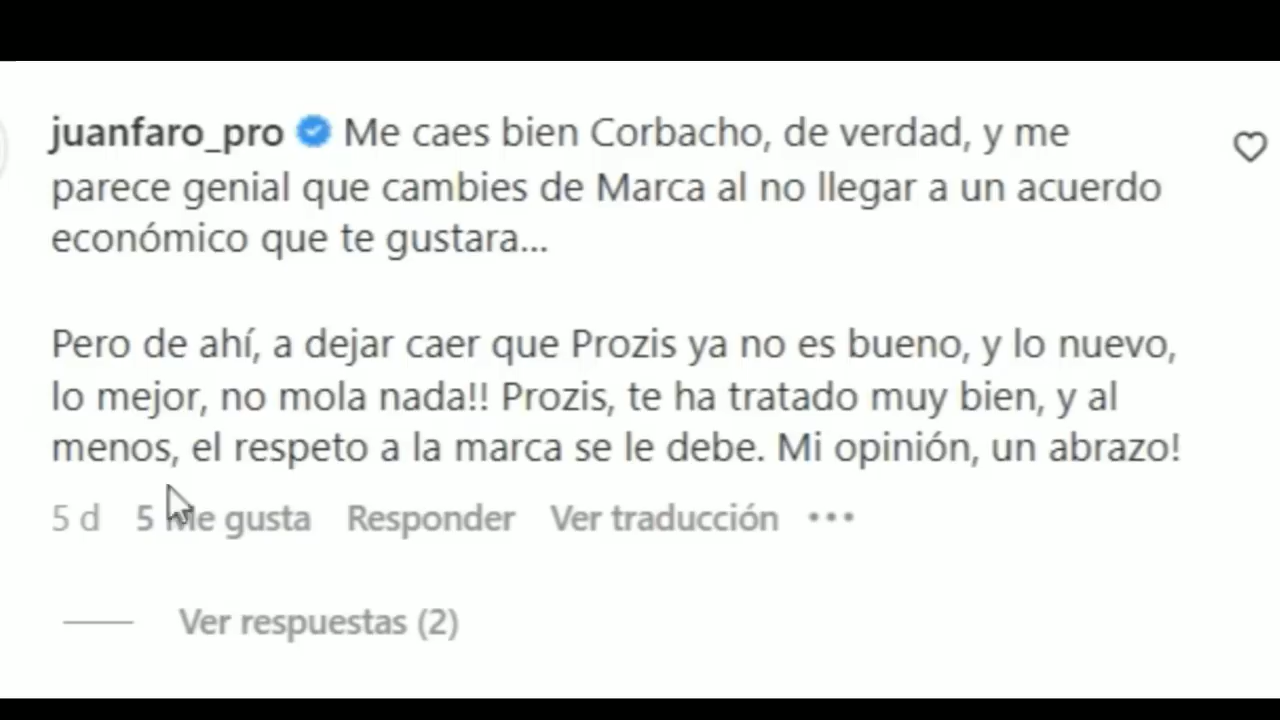 juanfaro_pro Me caes bien Corbacho, de verdad, y me
parece genial que cambies de Marca al no llegar a un acuerdo
económico que te gustara...
Pero de ahí, a dejar caer que Prozis ya no es bueno, y lo nuevo,
lo mejor, no mola nada!! Prozis, te ha tratado muy bien, y al
menos, el respeto a la marca se le debe. Mi opinión, un abrazo!
5 d 5 Me gusta Responder Ver traducción •••
Ver respuestas (2)